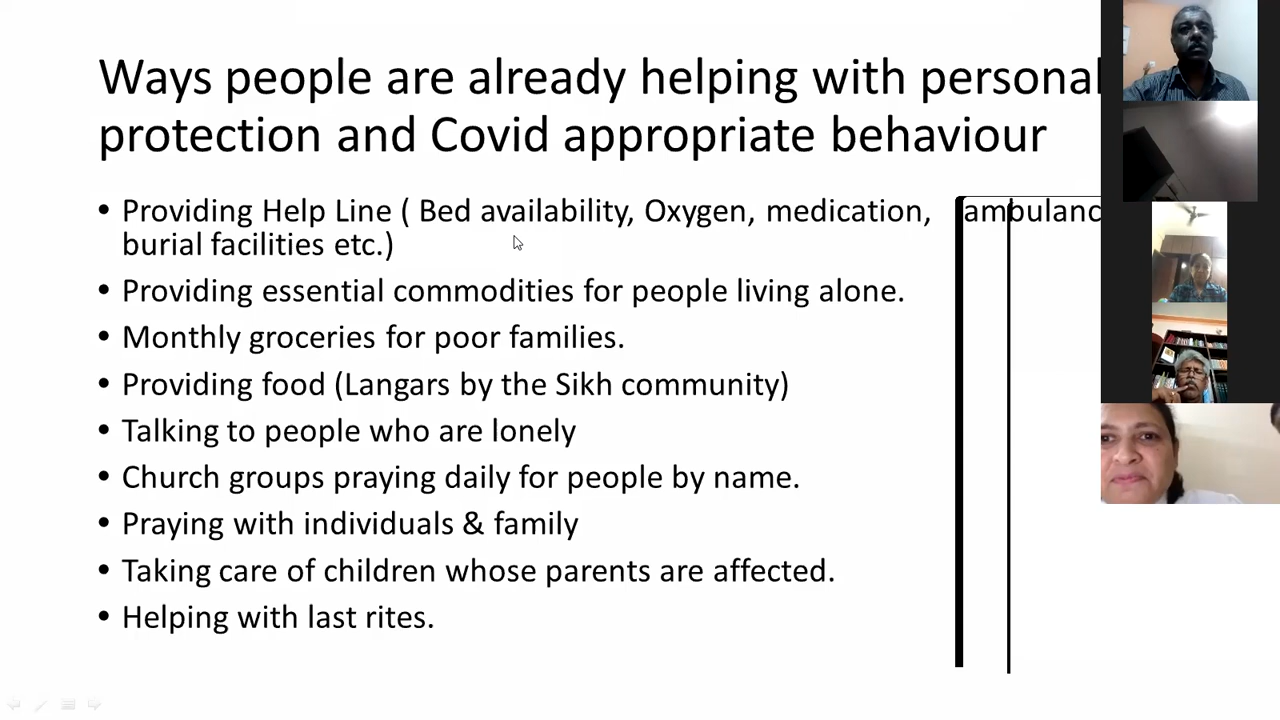 Ways people are already helping with personal
protection and Covid appropriate behaviour
• Providing Help Line ( Bed availability, Oxygen, medication, ambulanc
burial facilities etc.)
• Providing essential commodities for people living alone.
• Monthly groceries for poor families.
• Providing food (Langars by the Sikh community)
• Talking to people who are lonely
• Church groups praying daily for people by name.
• Praying with individuals & family
• Taking care of children whose parents are affected.
• Helping with last rites.